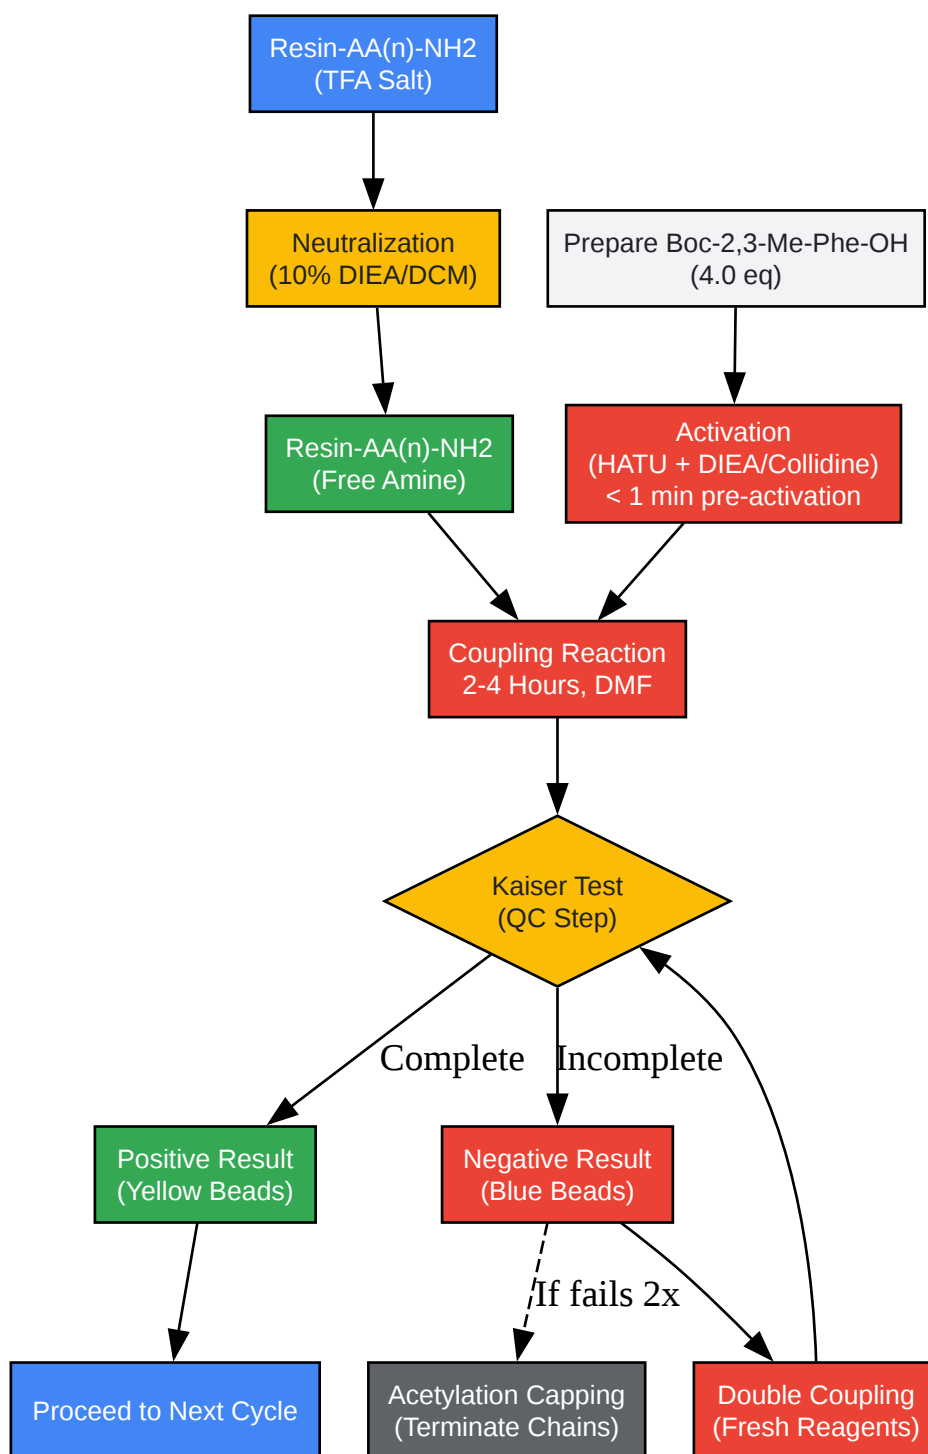 Resin-AA(n)-NH2
(TFA Salt)
Neutralization
(10% DIEA/DCM)
Prepare Boc-2,3-Me-Phe-OH
(4.0 eq)
Resin-AA(n)-NH2
(Free Amine)
Activation
(HATU + DIEA/Collidine)
< 1 min pre-activation
Coupling Reaction
2-4 Hours, DMF
Kaiser Test
(QC Step)
Complete
Incomplete
Positive Result
(Yellow Beads)
Negative Result
(Blue Beads)
If fails 2x
Proceed to Next Cycle
Acetylation Capping
(Terminate Chains)
Double Coupling
(Fresh Reagents)